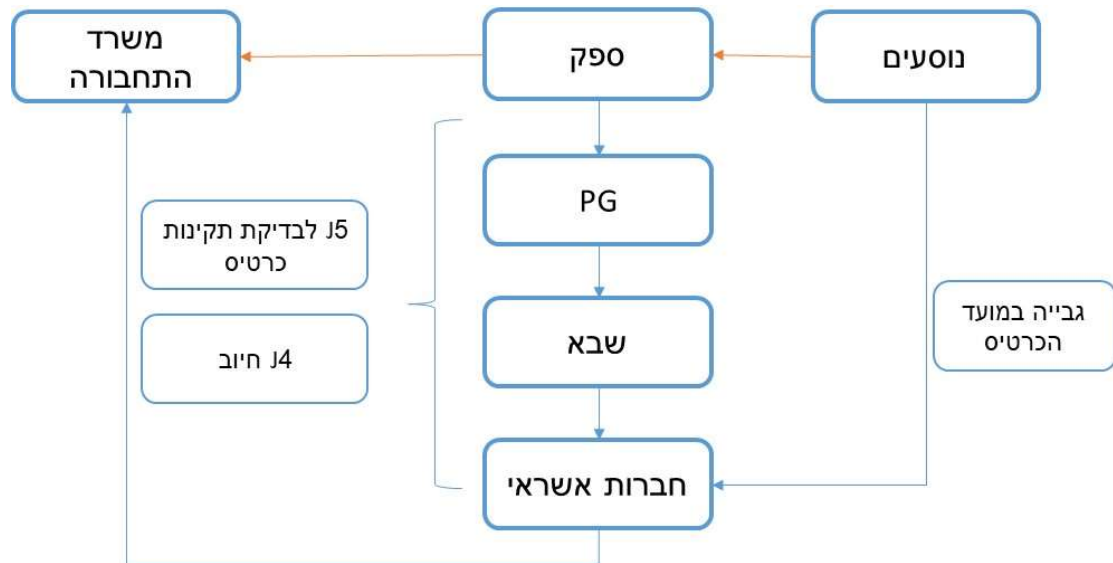 נוסעים
ספק
משרד
התחבורה
PG
J5 לבדיקת תקינות
כרטיס
שבא
גבייה במועד
הכרטיס
J4 חיוב
חברות אשראי